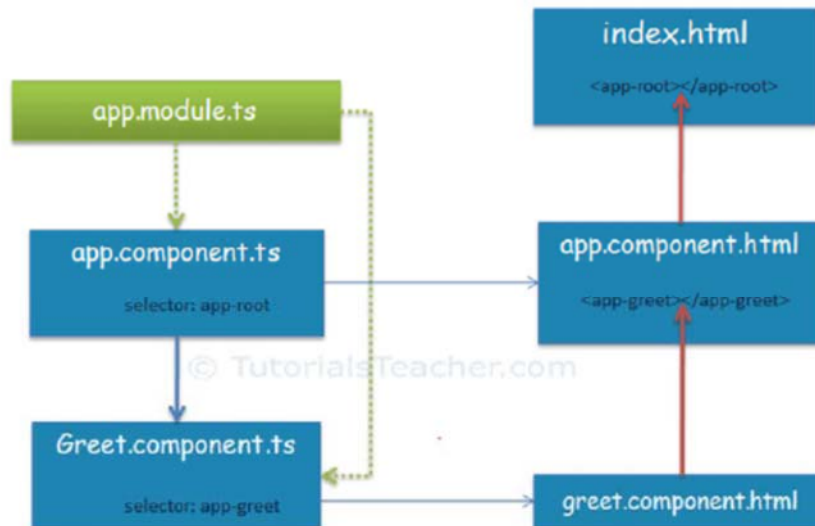 index.html
<app-root></app-root>
app.module.ts
app.component.ts
selector: app-root
app.component.html
<app-greet></app-greet>
© TutorialsTeacher.com
Greet.component.ts
selector: app-greet
greet.component.html